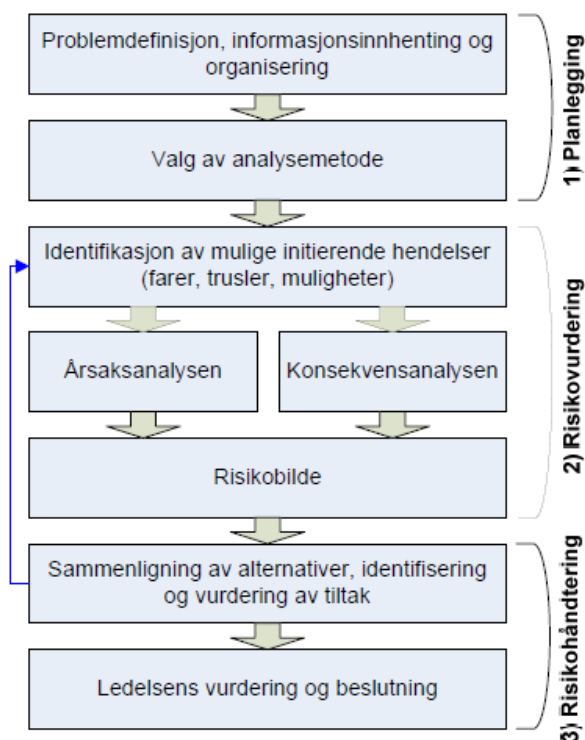 Problemdefinisjon, informasjonsinnhenting og
organisering
Valg av analysemetode
1) Planlegging
Identifikasjon av mulige initierende hendelser
(farer, trusler, muligheter)
Årsaksanalysen
Konsekvensanalysen
Risikobilde
2) Risikovurdering
Sammenligning av alternativer, identifisering
og vurdering av tiltak
Ledelsens vurdering og beslutning
3) Risikohåndtering